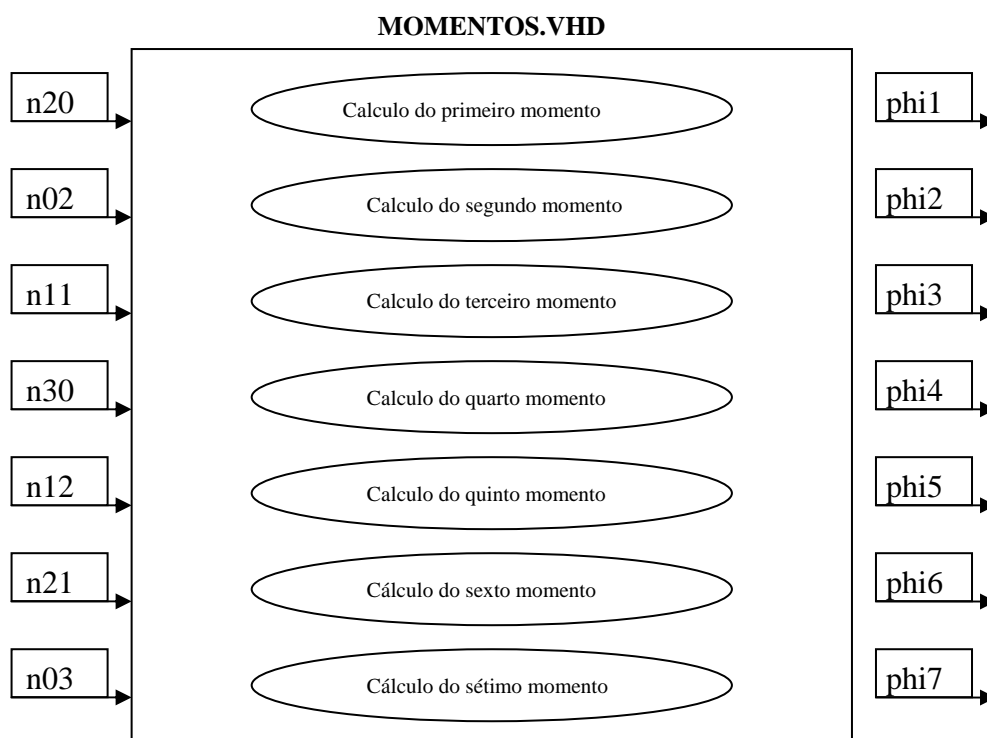 MOMENTOS.VHD
n20
Calculo do primeiro momento
phi1
n02
Calculo do segundo momento
phi2
n11
Calculo do terceiro momento
phi3
n30
Calculo do quarto momento
phi4
n12
Calculo do quinto momento
phi5
n21
Cálculo do sexto momento
phi6
n03
Cálculo do sétimo momento
phi7